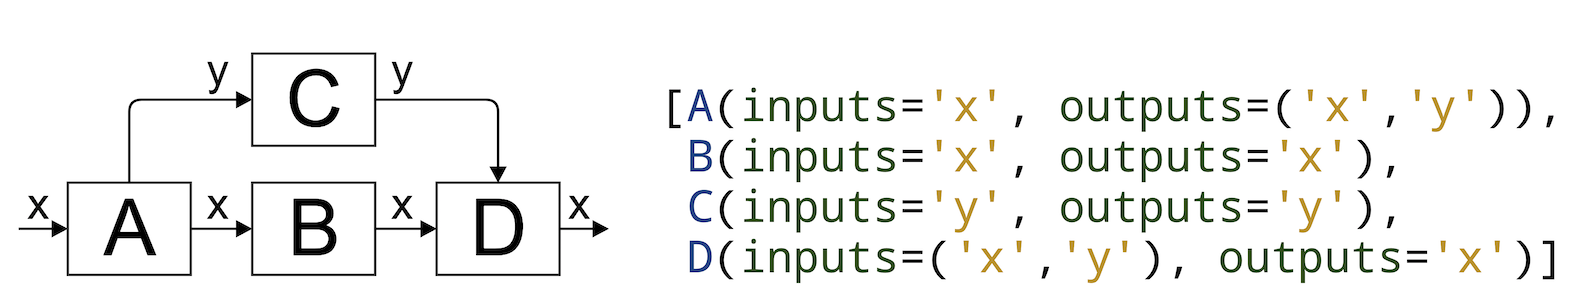 y C y
x A x B x D x
[A(inputs='x', outputs=('x','y')),
B(inputs='x', outputs='x'),
C(inputs='y', outputs='y'),
D(inputs=('x','y'), outputs='x')]